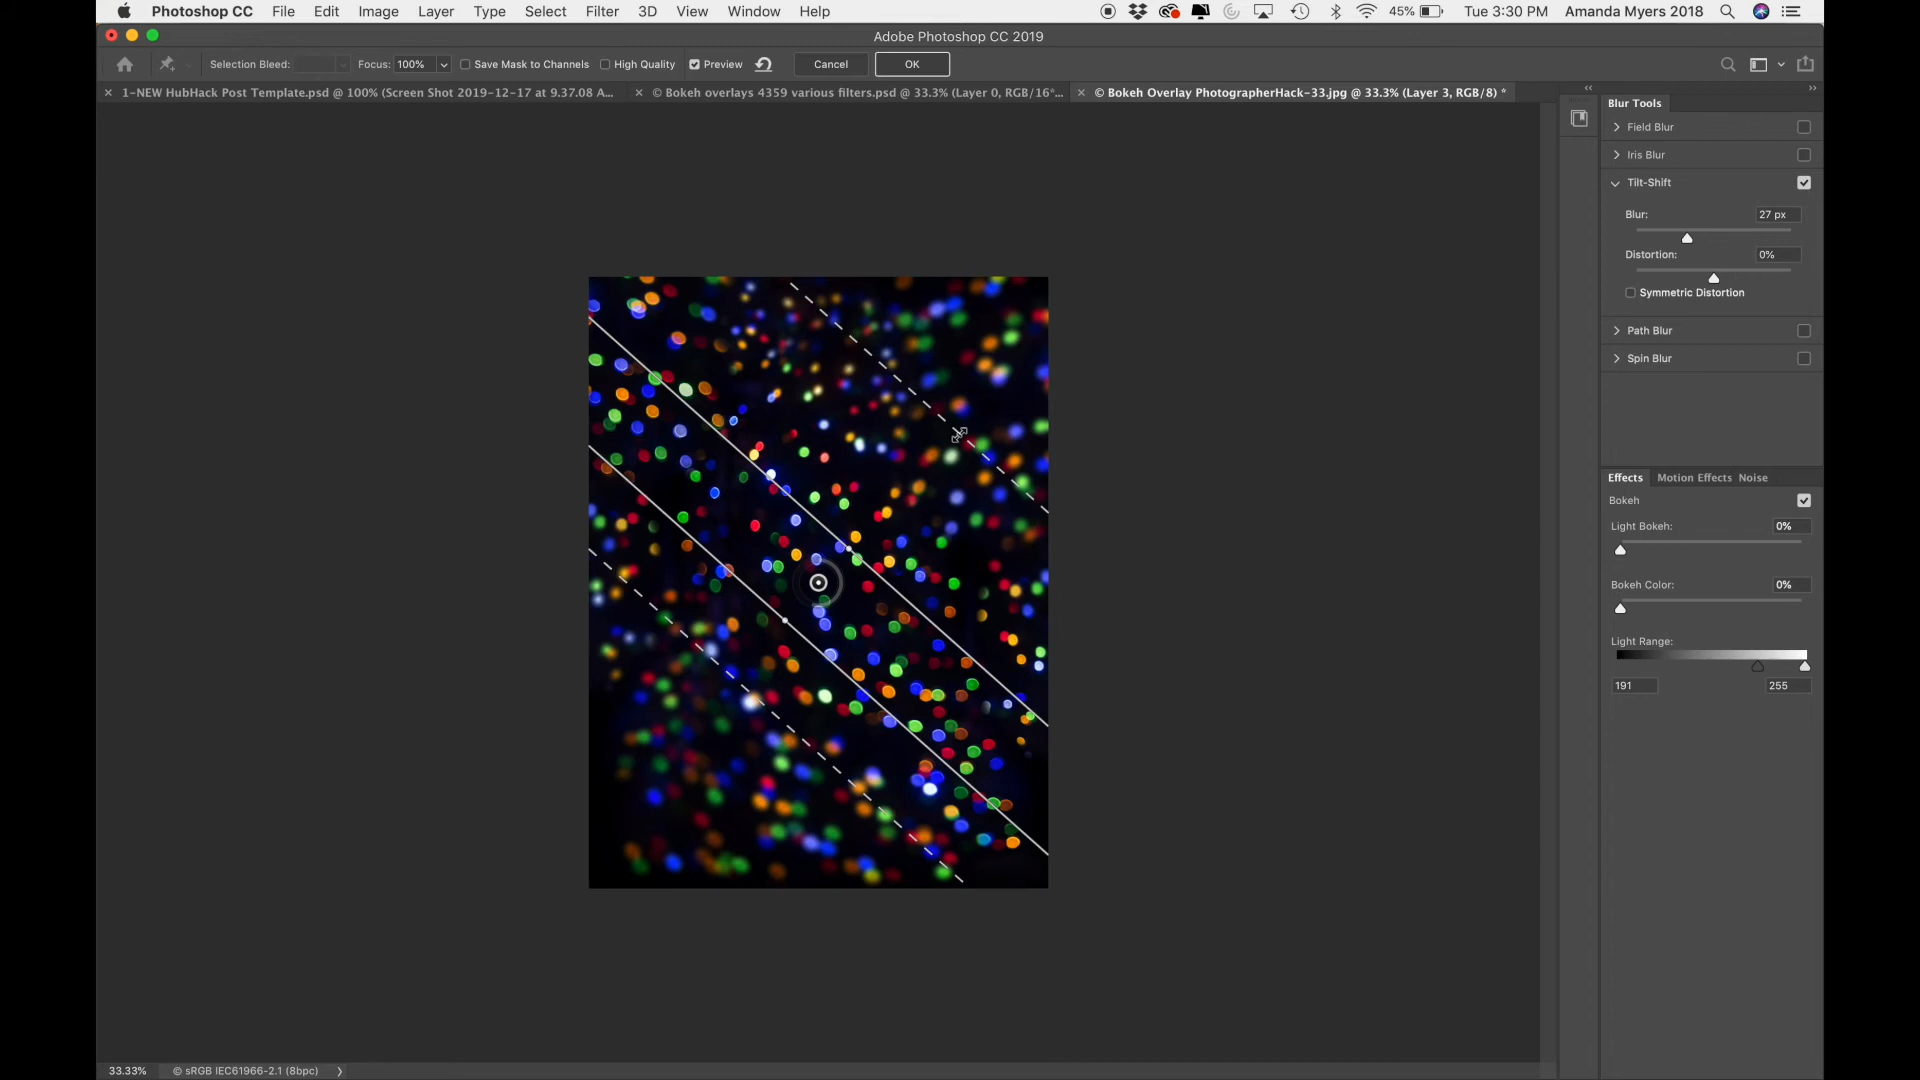 Photoshop CC File Edit Image Layer Type Select Filter 3D View Window Help 45% Tue 3:30 PM Amanda Myers 2018
Adobe Photoshop CC 2019
Selection Bleed: Focus: 100% Save Mask to Channels High Quality Preview Cancel OK
1-NEW HubHack Post Template.psd @ 100% (Screen Shot 2019-12-17 at 9.37.08 A... © Bokeh overlays 4359 various filters.psd @ 33.3% (Layer 0, RGB/16*... © Bokeh Overlay PhotographerHack-33.jpg @ 33.3% (Layer 3, RGB/8) *
Blur Tools
Field Blur
Iris Blur
Tilt-Shift
Blur: 27 px
Distortion: 0%
Symmetric Distortion
Path Blur
Spin Blur
Effects Motion Effects Noise
Bokeh
Light Bokeh: 0%
Bokeh Color: 0%
Light Range:
191 255
33.33% © sRGB IEC61966-2.1 (8bpc)